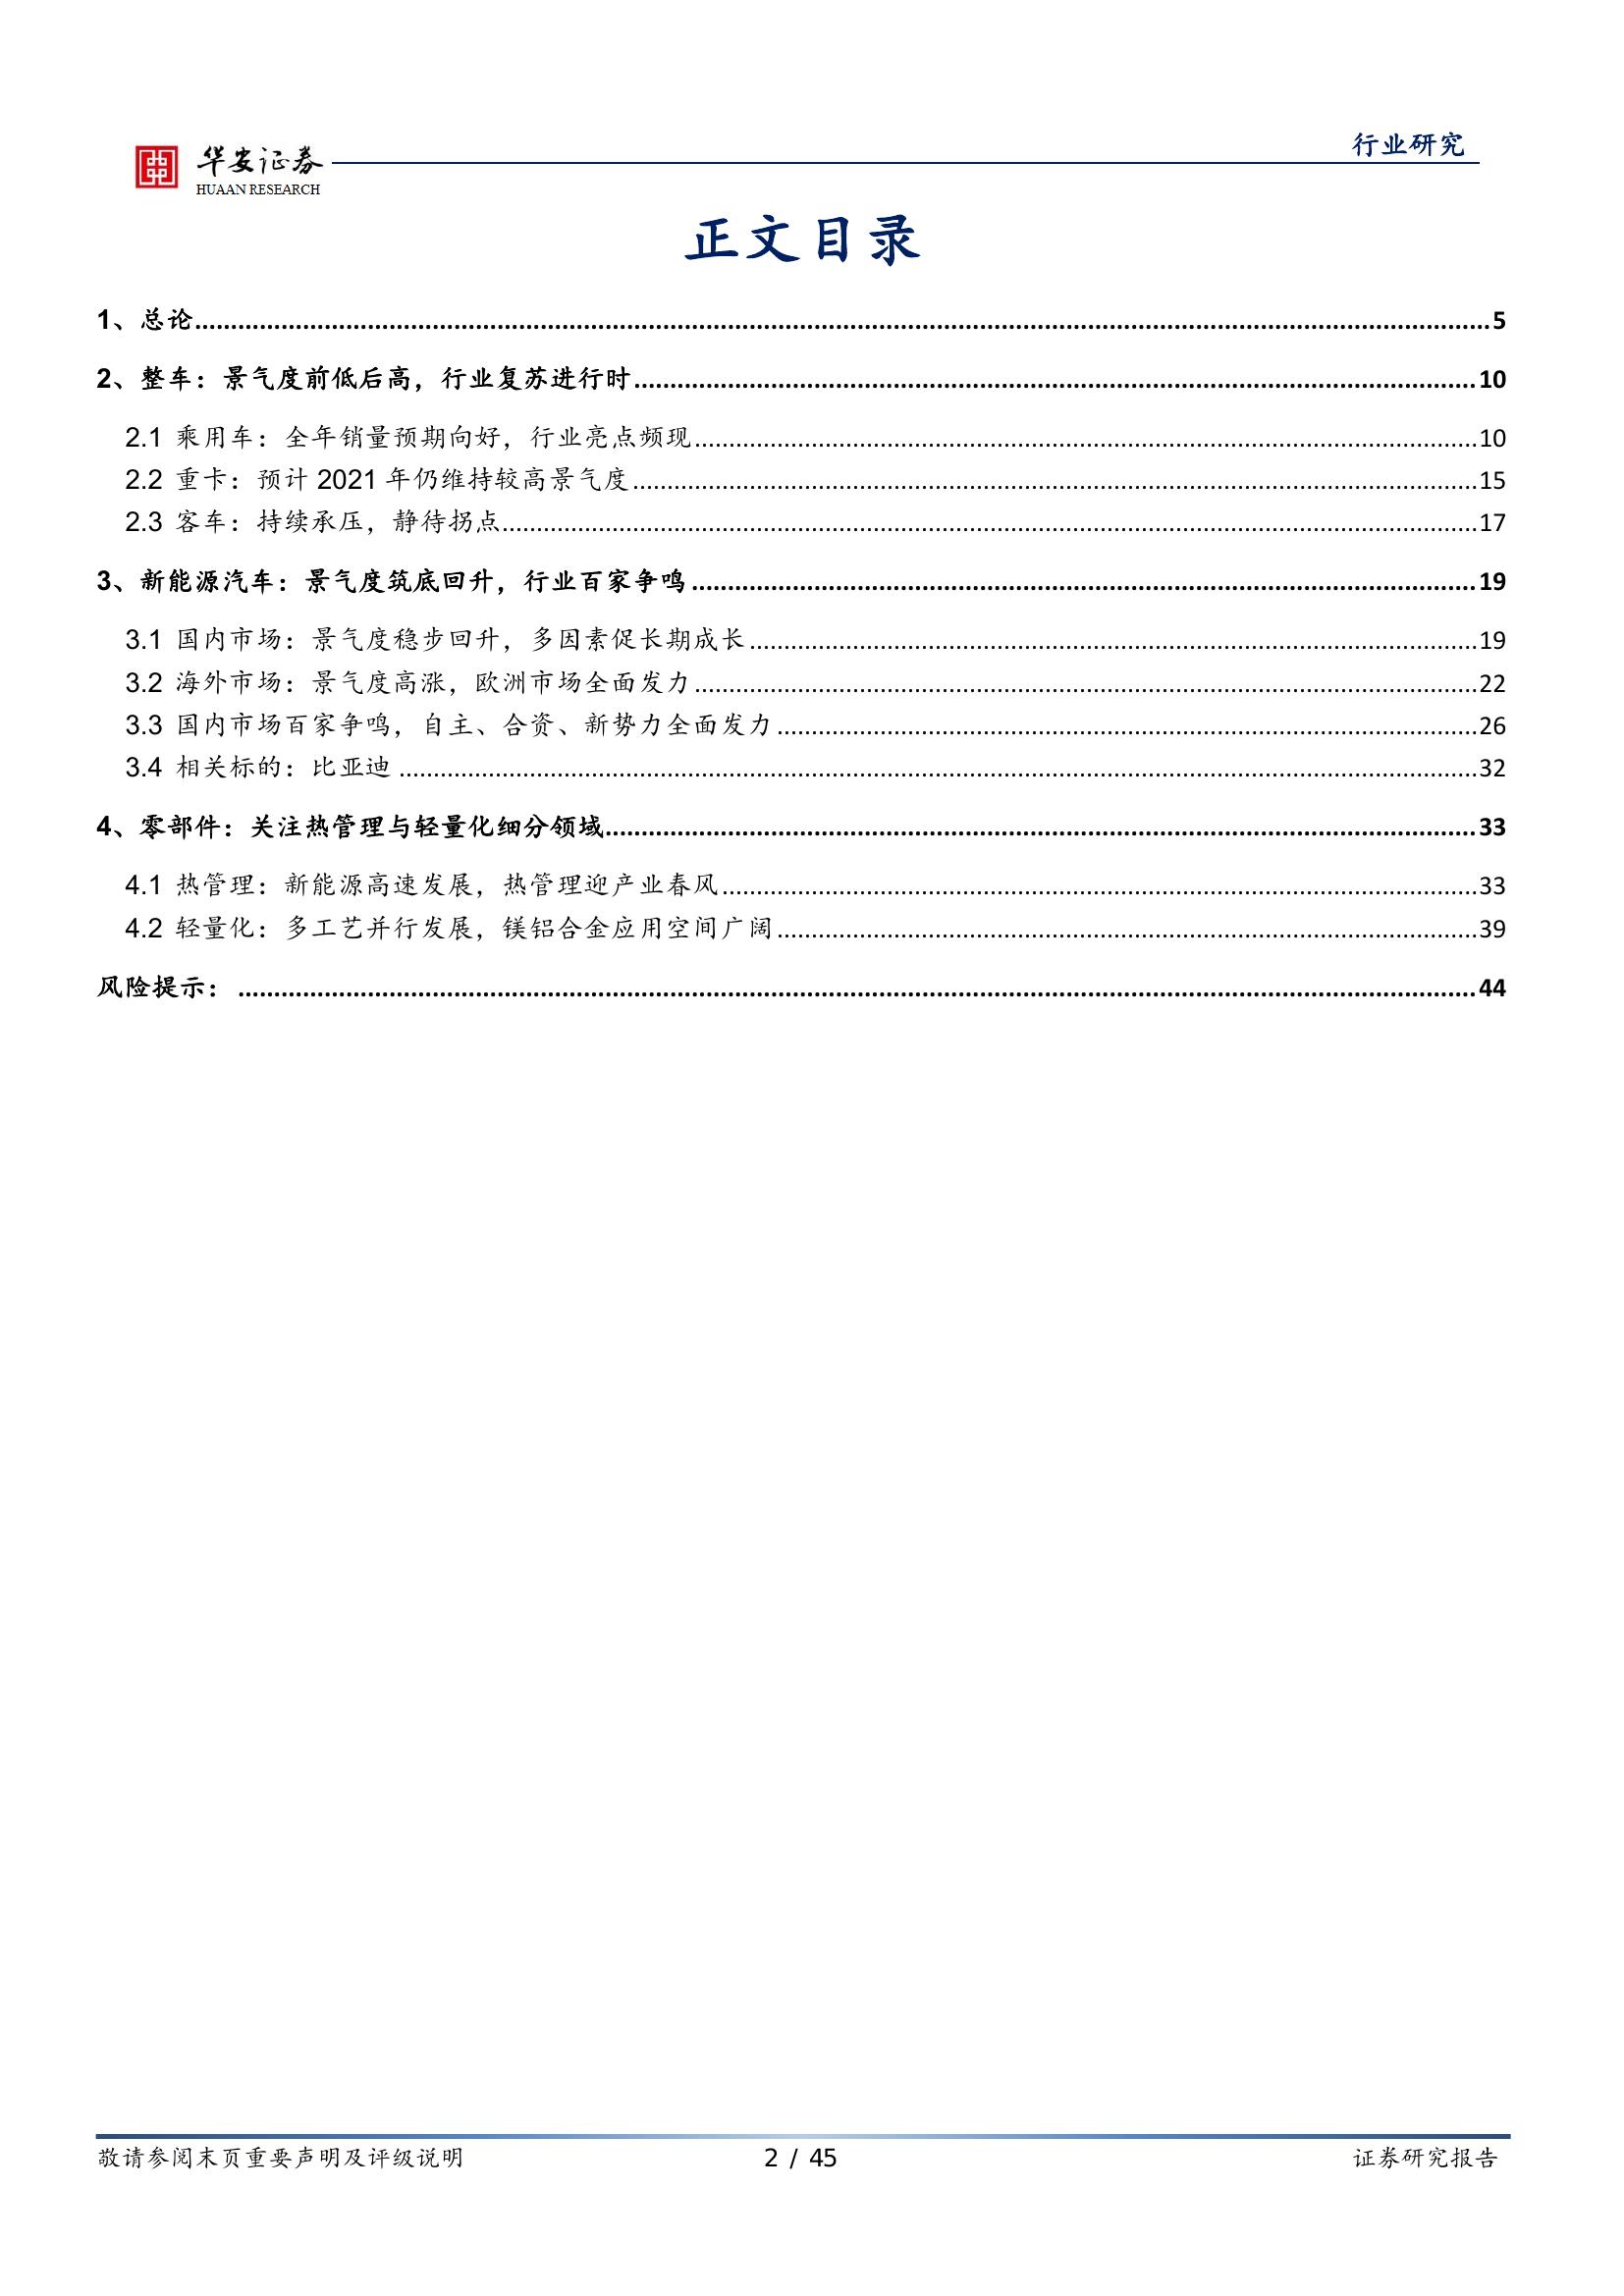 华安证券
HUAAN RESEARCH
行业研究
正文目录
1、总论................................................5
2、整车：景气度前低后高，行业复苏进行时................................................10
2.1 乘用车：全年销量预期向好，行业亮点频现................................................10
2.2 重卡：预计 2021 年仍维持较高景气度................................................15
2.3 客车：持续承压，静待拐点................................................17
3、新能源汽车：景气度筑底回升，行业百家争鸣................................................19
3.1 国内市场：景气度稳步回升，多因素促长期成长................................................19
3.2 海外市场：景气度高涨，欧洲市场全面发力................................................22
3.3 国内市场百家争鸣，自主、合资、新势力全面发力................................................26
3.4 相关标的：比亚迪................................................32
4、零部件：关注热管理与轻量化细分领域................................................33
4.1 热管理：新能源高速发展，热管理迎产业春风................................................33
4.2 轻量化：多工艺并行发展，镁铝合金应用空间广阔................................................39
风险提示：................................................44
敬请参阅末页重要声明及评级说明 2 / 45 证券研究报告